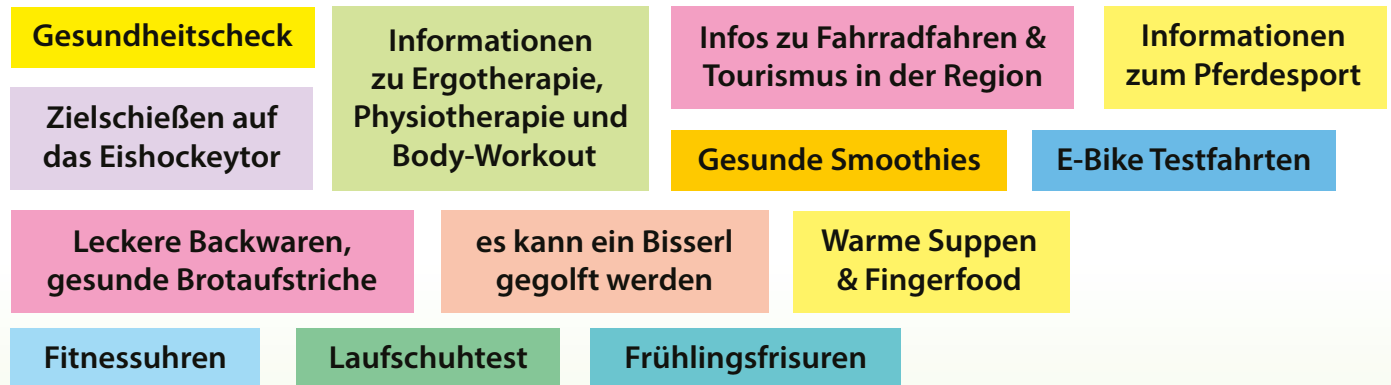 Gesundheitscheck
Zielschießen auf
das Eishockeytor
Informationen
zu Ergotherapie,
Physiotherapie und
Body-Workout
Infos zu Fahrradfahren &
Tourismus in der Region
Informationen
zum Pferdesport
Gesunde Smoothies
E-Bike Testfahrten
Leckere Backwaren,
gesunde Brotaufstriche
es kann ein Bisserl
gegolft werden
Warme Suppen
& Fingerfood
Fitnessuhren
Laufschuhtest
Frühlingsfrisuren